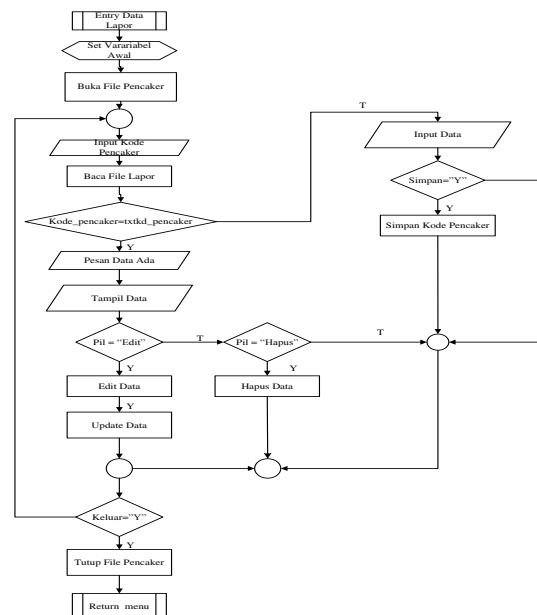 Entry Data
Lapor
Set Varariabel
Awal
Buka File Pencaker
Input Kode
Pencaker
Baca File Lapor
Kode_pencaker=txtkd_pencaker
T
Y
Pesan Data Ada
Tampil Data
Pil = “Edit”
T
Y
Edit Data
Y
Update Data
Pil = “Hapus”
T
Y
Hapus Data
Input Data
Simpan=”Y”
Y
Simpan Kode Pencaker
Keluar=”Y”
Y
Tutup File Pencaker
Return menu